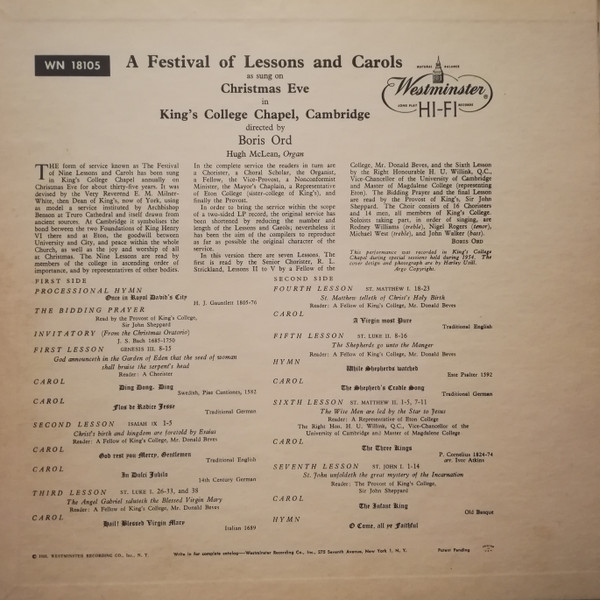 WN 18105
A Festival of Lessons and Carols
as sung on
Christmas Eve
in
King's College Chapel, Cambridge
directed by
Boris Ord
Hugh McLean, Organ
NATURAL BALANCE
Westminster
LONG PLAY HI-FI RECORDS
THE form of service known as The Festival
of Nine Lessons and Carols has been sung
in King's College Chapel annually on
Christmas Eve for about thirty-five years. It was
devised by the Very Reverend E. M. Milner-
White, then Dean of King's, now of York, using
as model a service instituted by Archbishop
Benson at Truro Cathedral and itself drawn from
ancient sources. At Cambridge it symbolises the
bond between the two Foundations of King Henry
VI there and at Eton, the goodwill between
University and City, and peace within the whole
Church, as well as the joy and worship of all
at Christmas. The Nine Lessons are read by
members of the college in ascending order of
importance, and by representatives of other bodies.
In the complete service the readers in turn are
a Chorister, a Choral Scholar, the Organist,
a Fellow, the Vice-Provost, a Nonconformist
Minister, the Mayor's Chaplain, a Representative
of Eton College (sister-college of King's), and
finally the Provost.
In order to bring the service within the scope
of a two-sided LP record, the original service has
been shortened by reducing the number and
length of the Lessons and Carols; nevertheless it
has been the aim of the compilers to reproduce
as far as possible the original character of the
service.
In this version there are seven Lessons. The
first is read by the Senior Chorister, R. L.
Strickland, Lessons II to V by a Fellow of the
College, Mr. Donald Beves, and the Sixth Lesson
by the Right Honourable H. U. Willink, Q.C.,
Vice-Chancellor of the University of Cambridge
and Master of Magdalene College (representing
Eton). The Bidding Prayer and the final Lesson
are read by the Provost of King's, Sir John
Sheppard. The Choir consists of 16 Choristers
and 14 men, all members of King's College.
Soloists taking part, in order of singing, are
Rodney Williams (treble), Nigel Rogers (tenor),
Michael West (treble), and John Walker (bass).
BORIS ORD
This performance was recorded in King's College
Chapel during special sessions held during 1954. The
cover design and photograph are by Harley Usill.
Argo Copyright.
FIRST SIDE
PROCESSIONAL HYMN
Once in Royal David's City
H. J. Gauntlett 1805-76
THE BIDDING PRAYER
Read by the Provost of King's College,
Sir John Sheppard
INVITATORY (From the Christmas Oratorio)
J. S. Bach 1685-1750
FIRST LESSON GENESIS III. 8-15
God announceth in the Garden of Eden that the seed of woman
shall bruise the serpent's head
Reader: A Chorister
CAROL
Ding Dong, Ding
Swedish, Piae Cantiones, 1592
CAROL
Flos de Radice Jesse
Traditional German
SECOND LESSON ISAIAH IX 1-5
Christ's birth and kingdom are foretold by Esaias
Reader: A Fellow of King's College, Mr. Donald Beves
CAROL
God rest you Merry, Gentlemen
Traditional English
CAROL
In Dulci Jubilo
14th Century German
THIRD LESSON ST. LUKE I. 26-33, and 38
The Angel Gabriel saluteth the Blessed Virgin Mary
Reader: A Fellow of King's College, Mr. Donald Beves
CAROL
Hail! Blessed Virgin Mary
Italian 1689
SECOND SIDE
FOURTH LESSON ST. MATTHEW I. 18-23
St. Matthew telleth of Christ's Holy Birth
Reader: A Fellow of King's College, Mr. Donald Beves
CAROL
A Virgin most Pure
Traditional English
FIFTH LESSON ST. LUKE II. 8-16
The Shepherds go unto the Manger
Reader: A Fellow of King's College, Mr. Donald Beves
HYMN
While Shepherds watched
Este Psalter 1592
CAROL
The Shepherd's Cradle Song
Traditional German
SIXTH LESSON ST. MATTHEW II. 1-5, 7-11
The Wise Men are led by the Star to Jesus
Reader: A Representative of Eton College
The Right Hon. H. U. Willink, Q.C., Vice-Chancellor of the
University of Cambridge and Master of Magdalene College
CAROL
The Three Kings
P. Cornelius 1824-74
arr. Ivor Atkins
SEVENTH LESSON ST. JOHN I. 1-14
St. John unfoldeth the great mystery of the Incarnation
Reader: The Provost of King's College,
Sir John Sheppard
CAROL
The Infant King
Old Basque
HYMN
O Come, all ye Faithful
WESTMINSTER RECORDING CO., INC., N. Y.
Write in for complete catalog—Westminster Recording Co., Inc., 275 Seventh Avenue, New York 1, N. Y.
Patent Pending